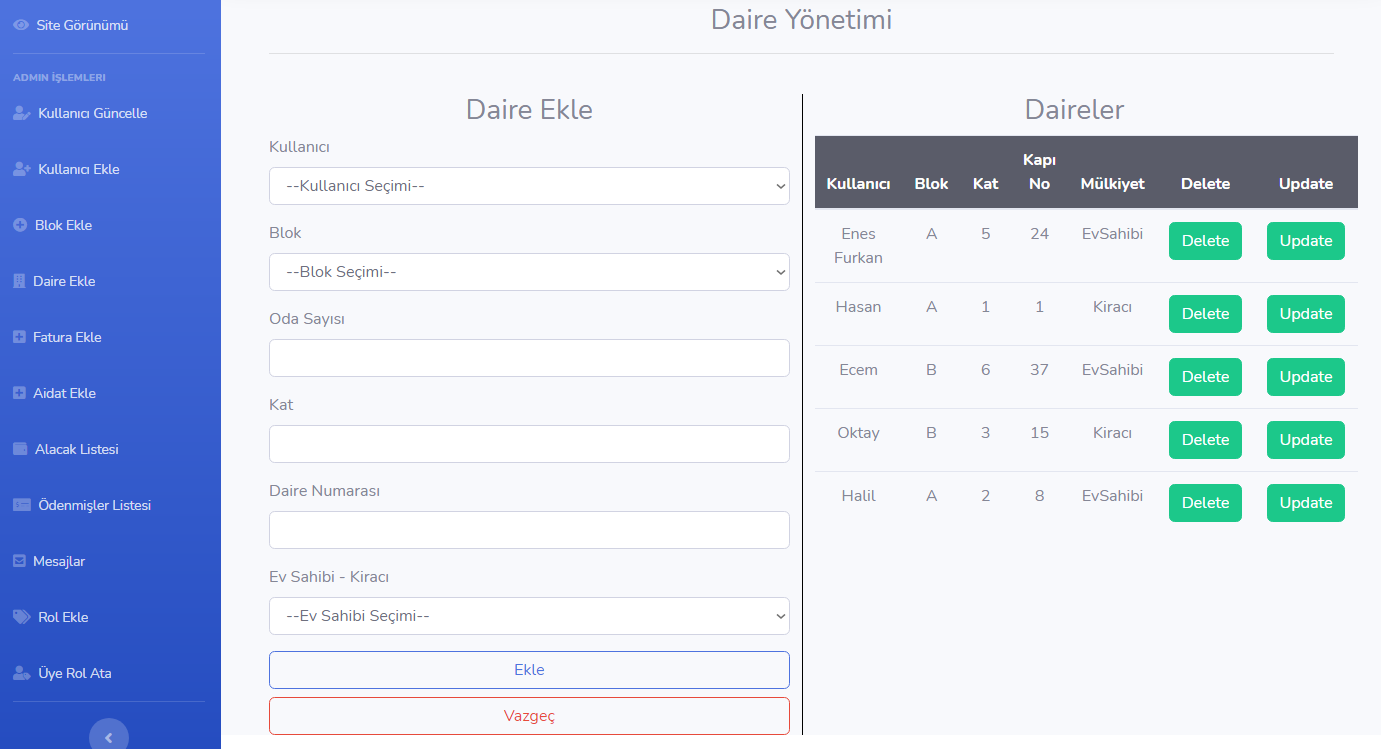 Site Görünümü
ADMIN İŞLEMLERI
Kullanıcı Güncelle
Kullanıcı Ekle
Blok Ekle
Daire Ekle
Fatura Ekle
Aidat Ekle
Alacak Listesi
Ödenmişler Listesi
Mesajlar
Rol Ekle
Üye Rol Ata
Daire Yönetimi
Daire Ekle
Kullanıcı
--Kullanıcı Seçimi--
Blok
--Blok Seçimi--
Oda Sayısı
Kat
Daire Numarası
Ev Sahibi - Kiracı
--Ev Sahibi Seçimi--
Ekle
Vazgeç
Daireler
Kullanıcı Blok Kat Kapı No Mülkiyet Delete Update
Enes Furkan A 5 24 EvSahibi Delete Update
Hasan A 1 1 Kiracı Delete Update
Ecem B 6 37 EvSahibi Delete Update
Oktay B 3 15 Kiracı Delete Update
Halil A 2 8 EvSahibi Delete Update